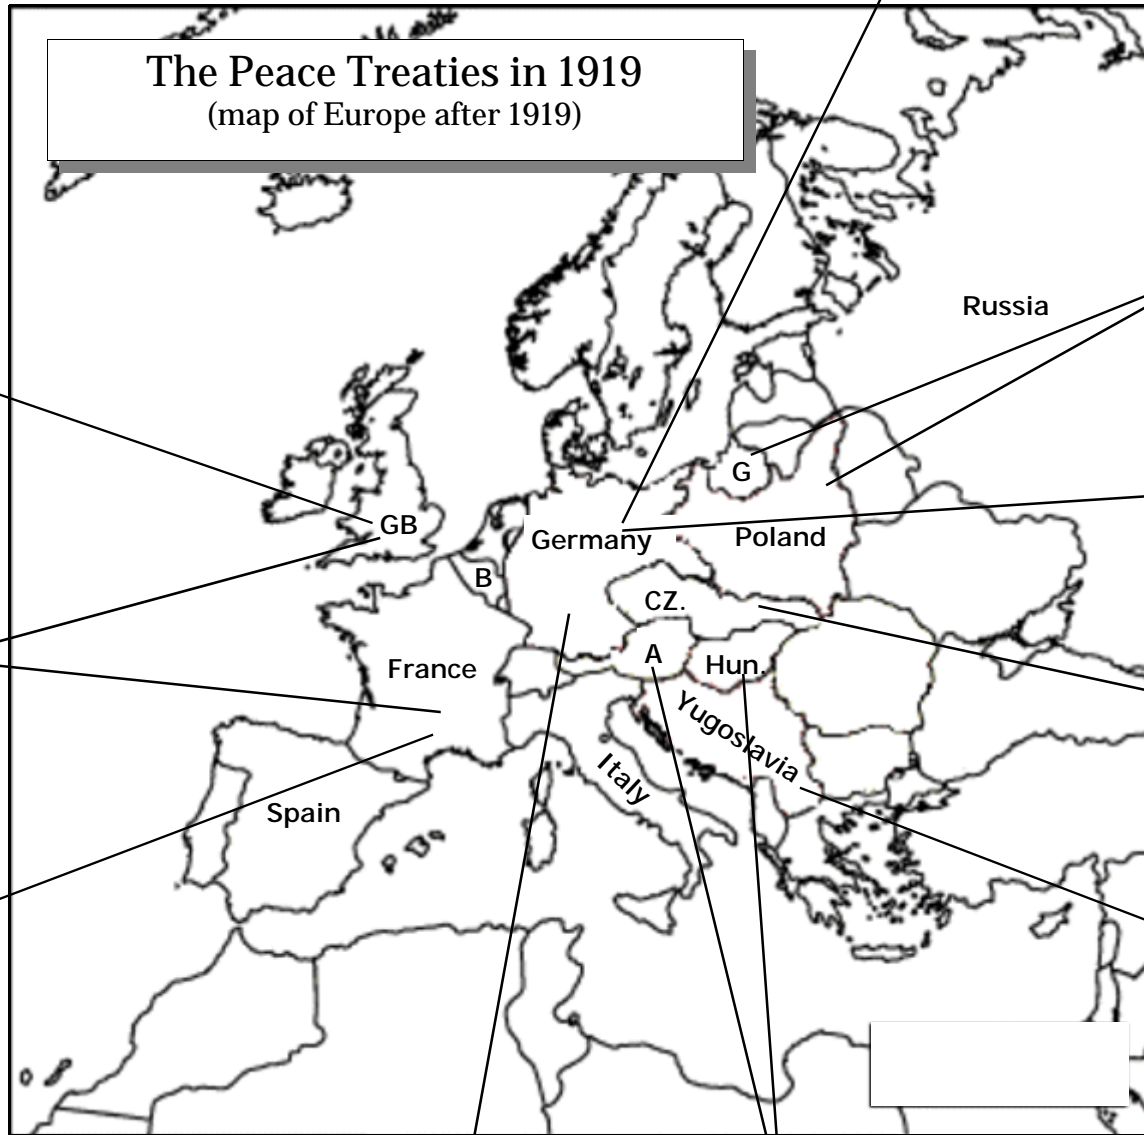 The Peace Treaties in 1919
(map of Europe after 1919)
Russia
G
GB
Germany
Poland
B
CZ.
A
Hun.
France
Yugoslavia
Italy
Spain